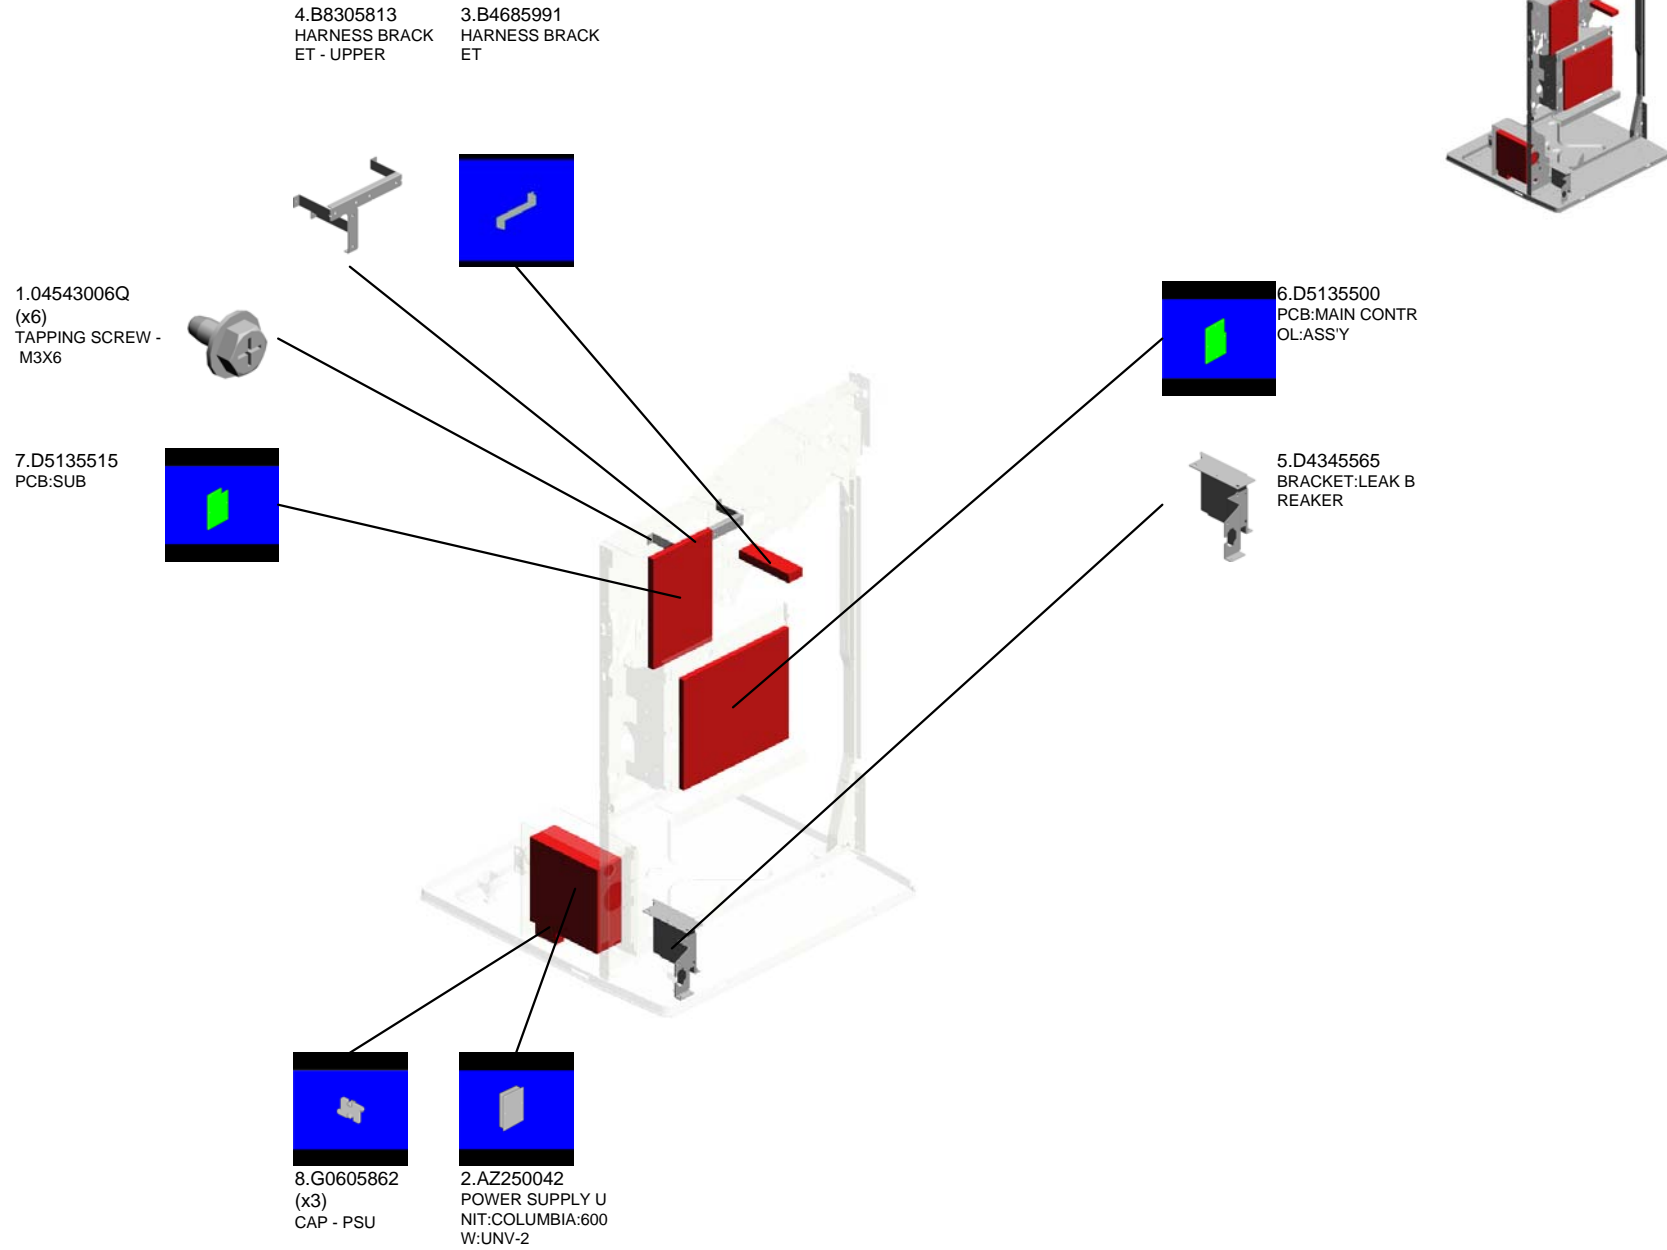 4.B8305813
HARNESS BRACK
ET - UPPER
3.B4685991
HARNESS BRACK
ET
1.04543006Q
(x6)
TAPPING SCREW -
M3X6
6.D5135500
PCB:MAIN CONTR
OL:ASS'Y
7.D5135515
PCB:SUB
5.D4345565
BRACKET:LEAK B
REAKER
8.G0605862
(x3)
CAP - PSU
2.AZ250042
POWER SUPPLY U
NIT:COLUMBIA:600
W:UNV-2